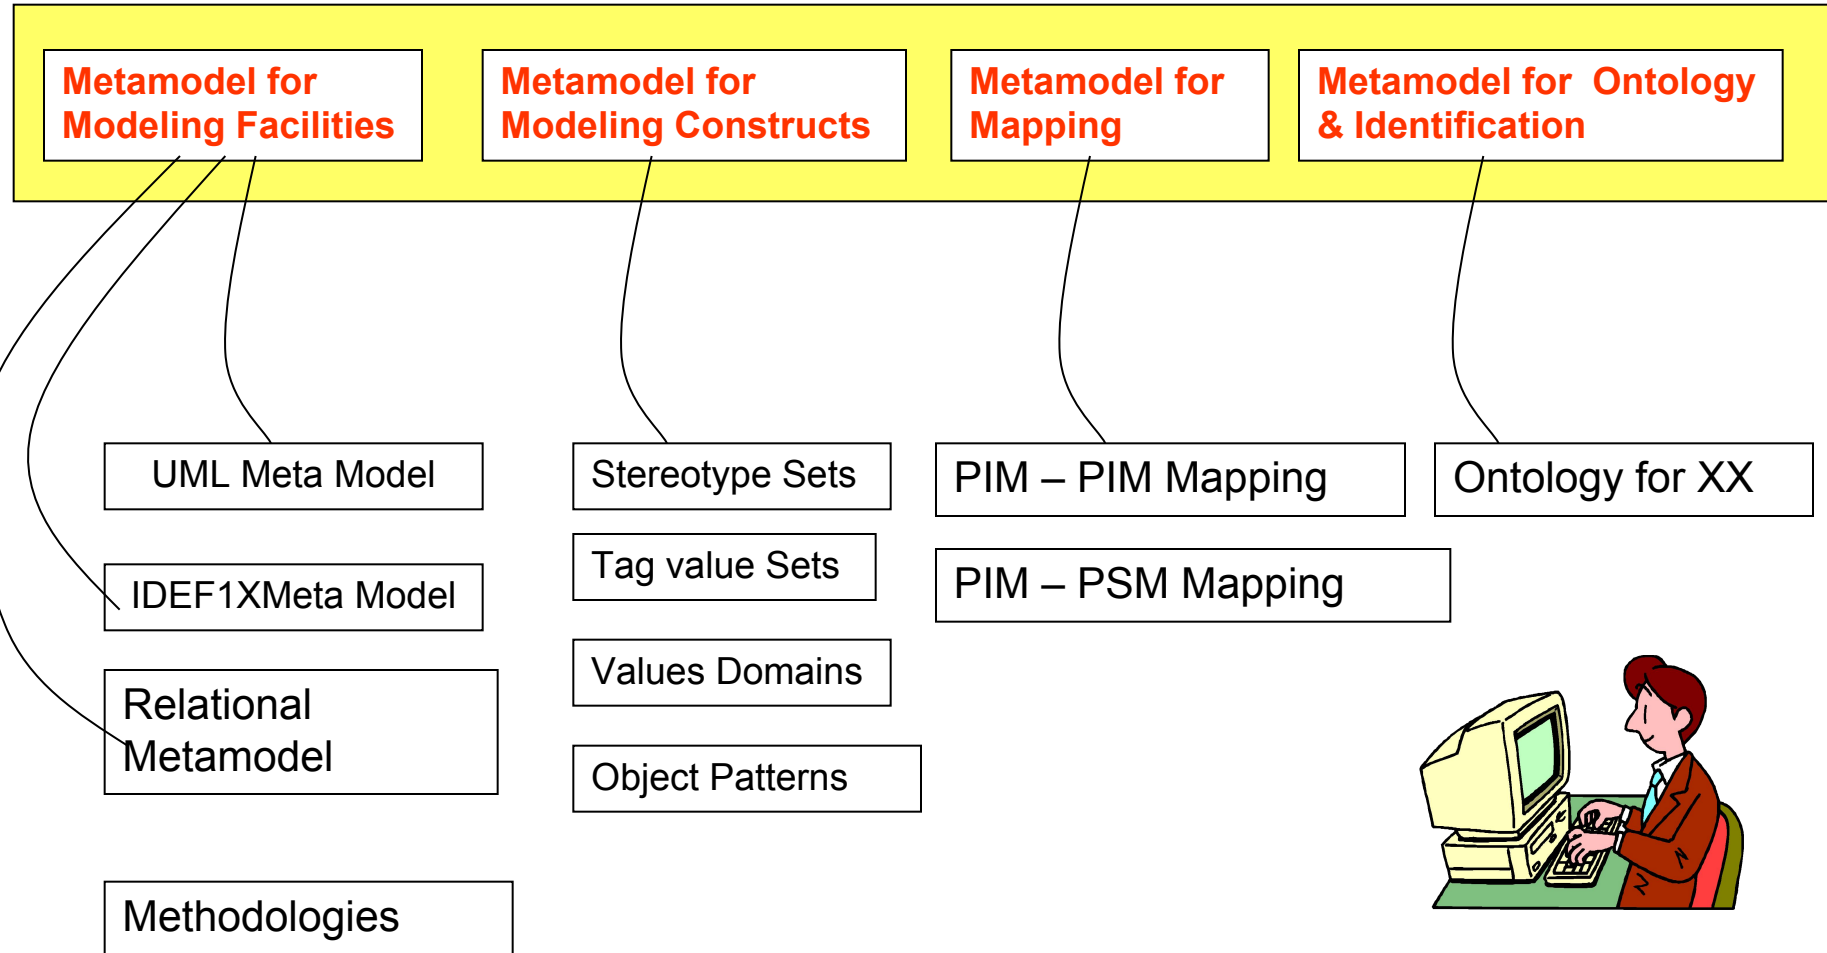 Metamodel for
Modeling Facilities
Metamodel for
Modeling Constructs
Metamodel for
Mapping
Metamodel for Ontology
& Identification
UML Meta Model
IDEF1XMeta Model
Relational
Metamodel
Methodologies
Stereotype Sets
Tag value Sets
Values Domains
Object Patterns
PIM – PIM Mapping
PIM – PSM Mapping
Ontology for XX